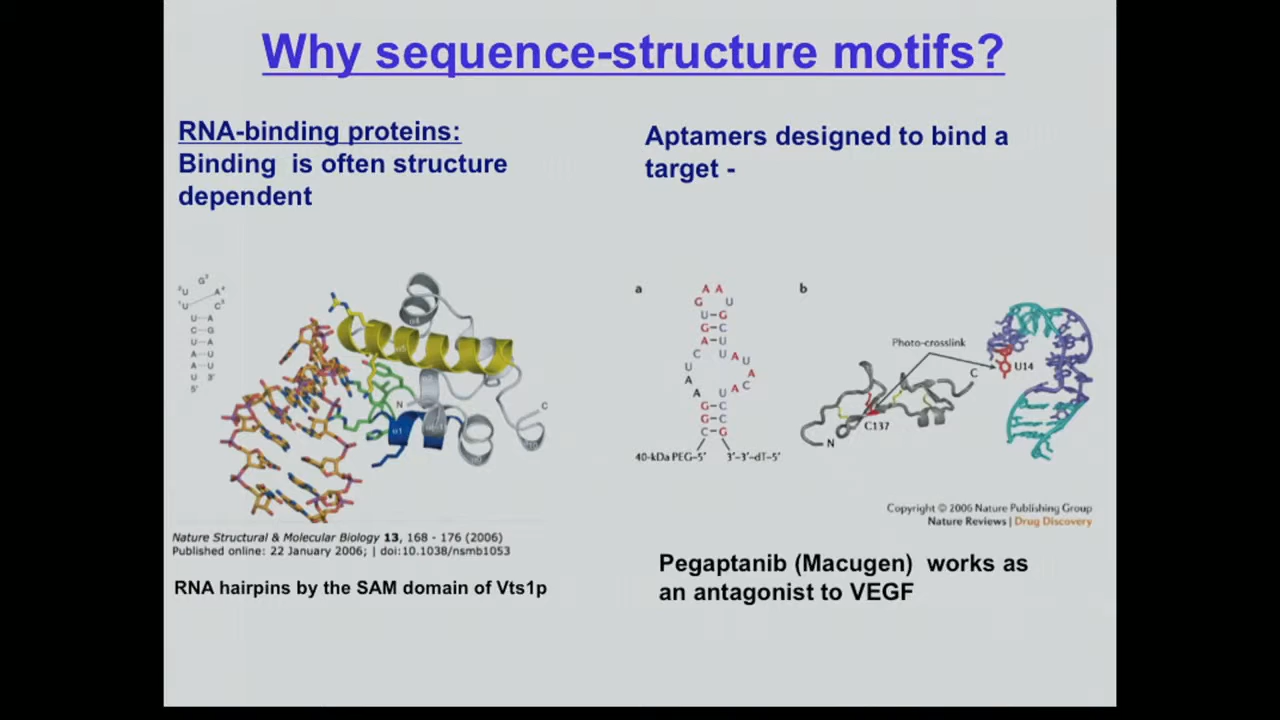 Why sequence-structure motifs?
RNA-binding proteins:
Binding is often structure
dependent
Aptamers designed to bind a
target -
a
A A
G U
U–G
G–C
A–U
C U A U
U A
A A C
A U
G–C
G–C
C–G
40-kDa PEG–5' 3'–3'–dT–5'
b
Photo-crosslink
C
U14
C137
N
N
C
α1
α5
Copyright © 2006 Nature Publishing Group
Nature Reviews | Drug Discovery
Nature Structural & Molecular Biology 13, 168 - 176 (2006)
Published online: 22 January 2006; | doi:10.1038/nsmb1053
RNA hairpins by the SAM domain of Vts1p
Pegaptanib (Macugen) works as
an antagonist to VEGF